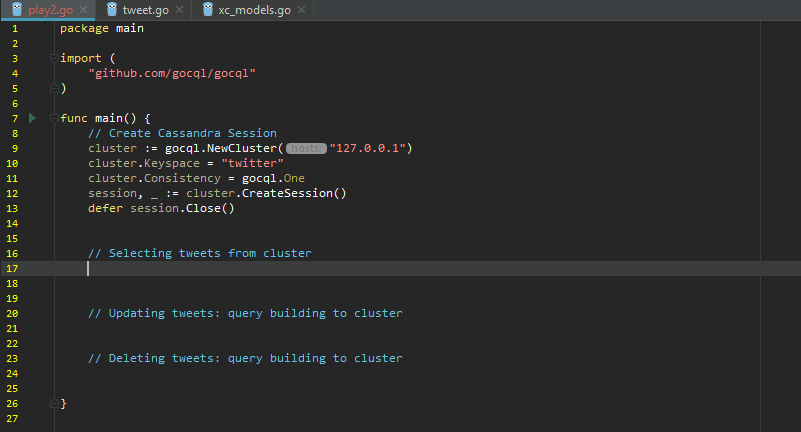 play2.go tweet.go xc_models.go
1 package main
2
3 import (
4 "github.com/gocql/gocql"
5 )
6
7 func main() {
8 // Create Cassandra Session
9 cluster := gocql.NewCluster( hosts: "127.0.0.1")
10 cluster.Keyspace = "twitter"
11 cluster.Consistency = gocql.One
12 session, _ := cluster.CreateSession()
13 defer session.Close()
14
15
16 // Selecting tweets from cluster
17
18
19
20 // Updating tweets: query building to cluster
21
22
23 // Deleting tweets: query building to cluster
24
25
26 }
27